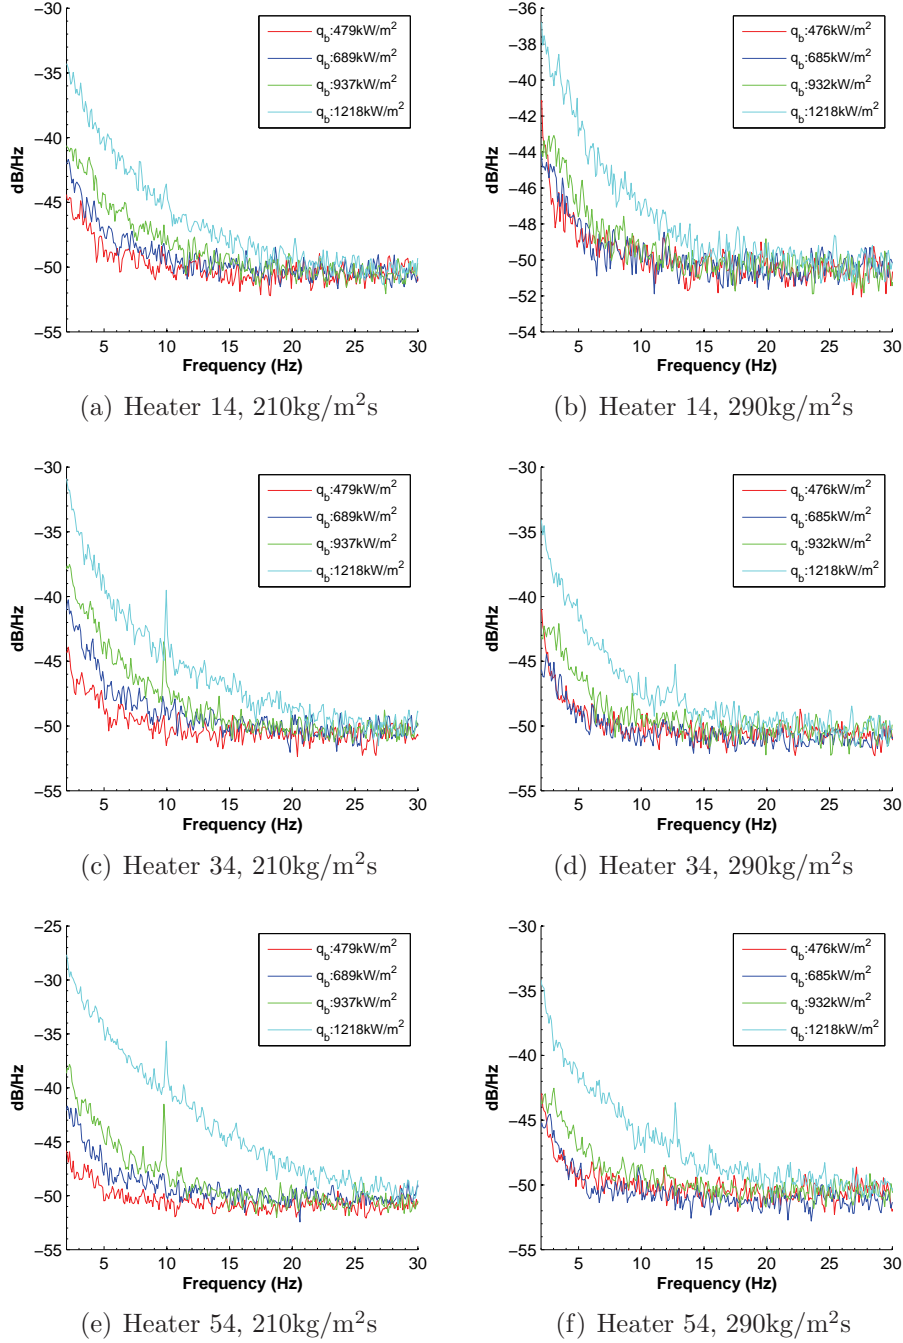 −30
−35
−40
−45
−50
−55
dB/Hz
5 10 15 20 25 30
Frequency (Hz)
q_b:479kW/m²
q_b:689kW/m²
q_b:937kW/m²
q_b:1218kW/m²
(a) Heater 14, 210kg/m²s
−36
−38
−40
−42
−44
−46
−48
−50
−52
−54
dB/Hz
5 10 15 20 25 30
Frequency (Hz)
q_b:476kW/m²
q_b:685kW/m²
q_b:932kW/m²
q_b:1218kW/m²
(b) Heater 14, 290kg/m²s
−30
−35
−40
−45
−50
−55
dB/Hz
5 10 15 20 25 30
Frequency (Hz)
q_b:479kW/m²
q_b:689kW/m²
q_b:937kW/m²
q_b:1218kW/m²
(c) Heater 34, 210kg/m²s
−30
−35
−40
−45
−50
−55
dB/Hz
5 10 15 20 25 30
Frequency (Hz)
q_b:476kW/m²
q_b:685kW/m²
q_b:932kW/m²
q_b:1218kW/m²
(d) Heater 34, 290kg/m²s
−25
−30
−35
−40
−45
−50
−55
dB/Hz
5 10 15 20 25 30
Frequency (Hz)
q_b:479kW/m²
q_b:689kW/m²
q_b:937kW/m²
q_b:1218kW/m²
(e) Heater 54, 210kg/m²s
−30
−35
−40
−45
−50
−55
dB/Hz
5 10 15 20 25 30
Frequency (Hz)
q_b:476kW/m²
q_b:685kW/m²
q_b:932kW/m²
q_b:1218kW/m²
(f) Heater 54, 290kg/m²s